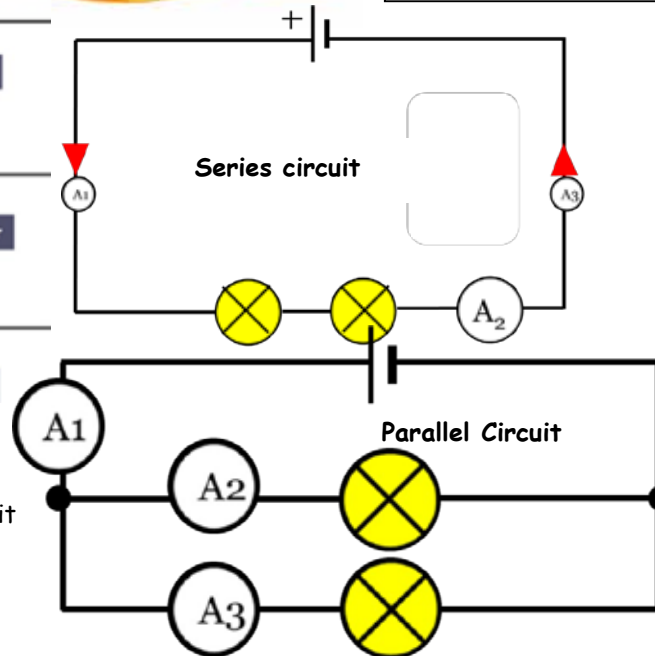 +
Series circuit
A1
A3
A₂
Parallel Circuit
A1
A2
it
A3